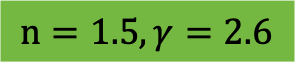 n = 1.5, γ = 2.6